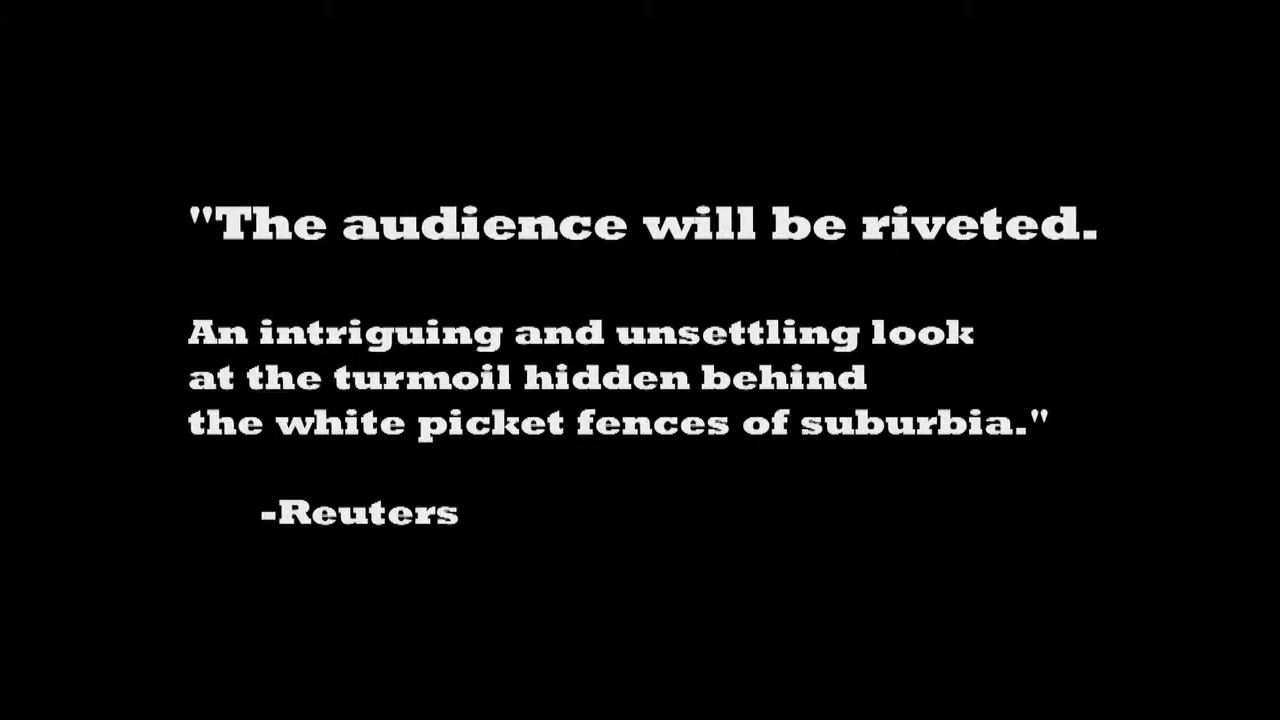 "The audience will be riveted.
An intriguing and unsettling look
at the turmoil hidden behind
the white picket fences of suburbia."
-Reuters